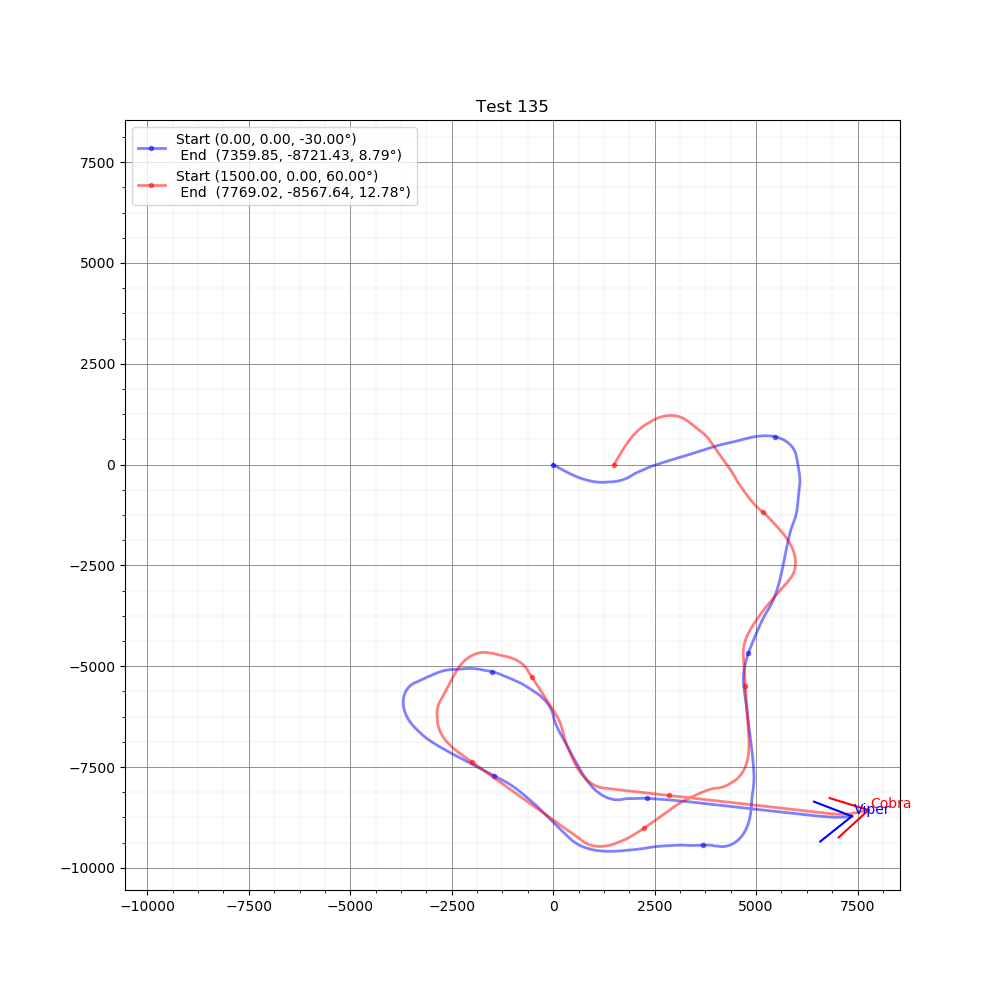 Test 135
Start (0.00, 0.00, -30.00°)
End  (7359.85, -8721.43, 8.79°)
Start (1500.00, 0.00, 60.00°)
End  (7769.02, -8567.64, 12.78°)
7500
5000
2500
0
−2500
−5000
−7500
−10000
Cobra
Viper
−10000 −7500 −5000 −2500 0 2500 5000 7500